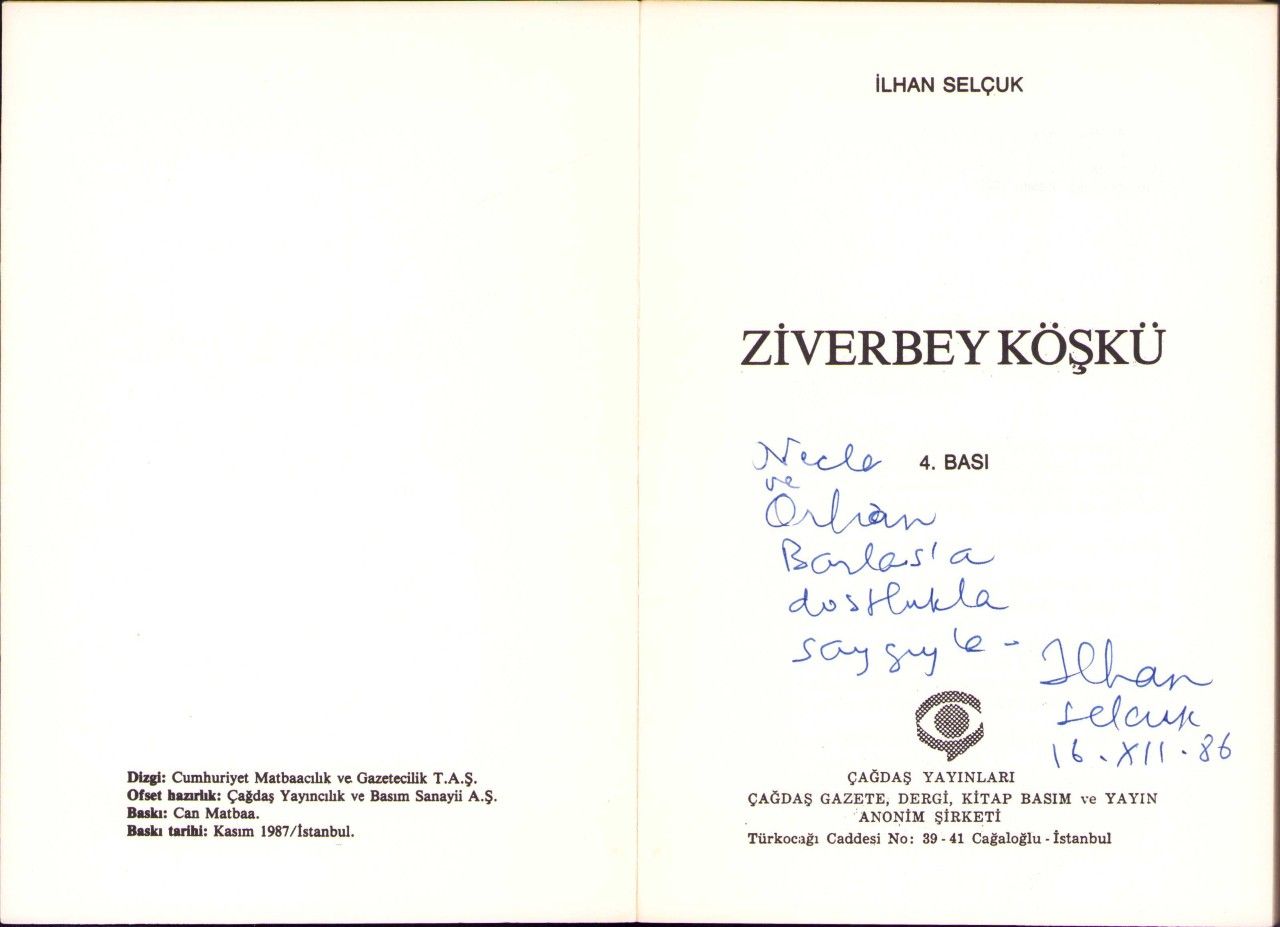 Dizgi: Cumhuriyet Matbaacılık ve Gazetecilik T.A.Ş.
Ofset hazırlık: Çağdaş Yayıncılık ve Basım Sanayii A.Ş.
Baskı: Can Matbaa.
Baskı tarihi: Kasım 1987/İstanbul.
İLHAN SELÇUK
ZİVERBEY KÖŞKÜ
4. BASI
Necla
ve
Orhan
Barlas'a
dostlukla
saygıyla -
İlhan
Selçuk
16.XII.86
ÇAĞDAŞ YAYINLARI
ÇAĞDAŞ GAZETE, DERGİ, KİTAP BASIM ve YAYIN
ANONİM ŞİRKETİ
Türkocağı Caddesi No: 39-41 Cağaloğlu - İstanbul